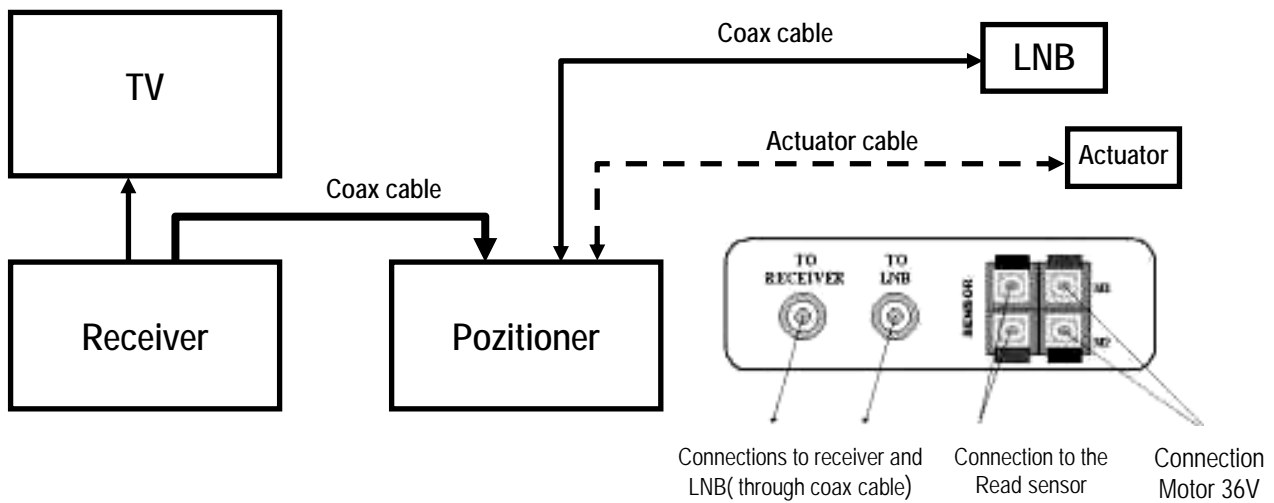 Coax cable
LNB
TV
Actuator cable
Actuator
Coax cable
Receiver
Pozitioner
TO
RECEIVER
TO
LNB
SENSOR
M1
M2
Connections to receiver and
LNB( through coax cable)
Connection to the
Read sensor
Connection
Motor 36V